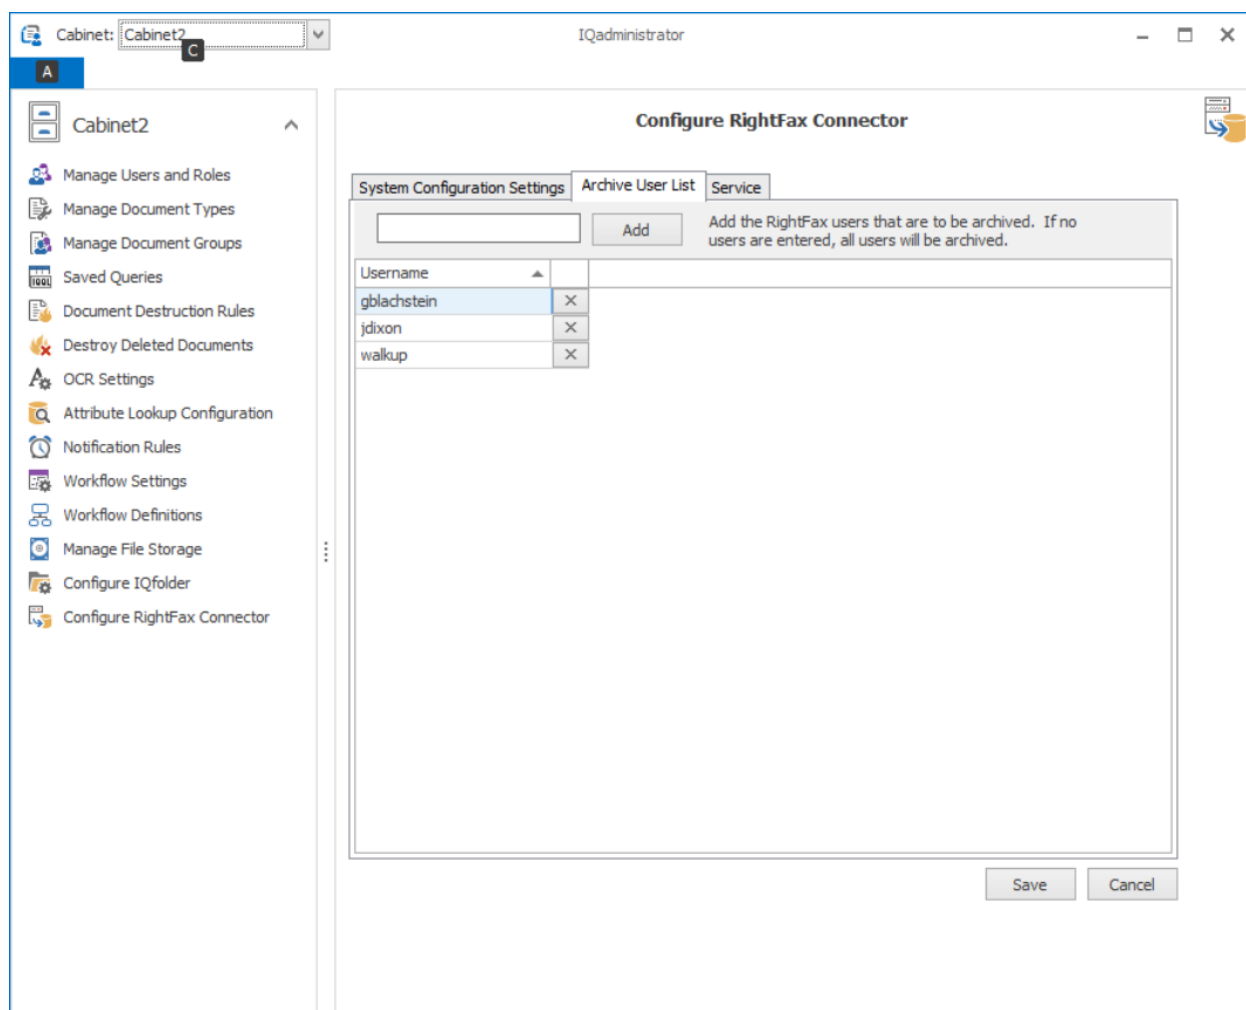 Cabinet: Cabinet2 IQadministrator
C
A
Cabinet2
Manage Users and Roles
Manage Document Types
Manage Document Groups
IQQL Saved Queries
Document Destruction Rules
Destroy Deleted Documents
OCR Settings
Attribute Lookup Configuration
Notification Rules
Workflow Settings
Workflow Definitions
Manage File Storage
Configure IQfolder
Configure RightFax Connector
Configure RightFax Connector
System Configuration Settings Archive User List Service
Add
Add the RightFax users that are to be archived. If no
users are entered, all users will be archived.
Username
gblachstein
jdixon
walkup
Save Cancel